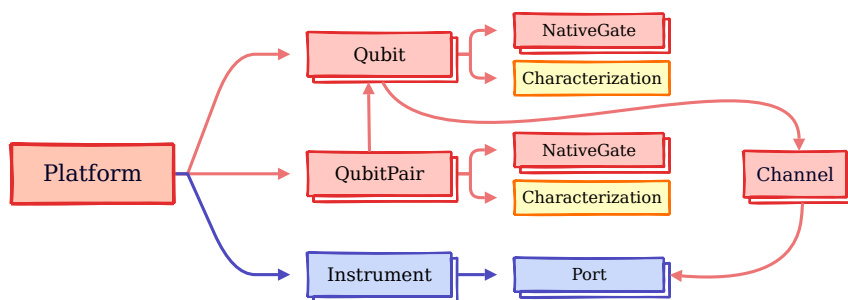 NativeGate
Qubit
Characterization
NativeGate
Platform
QubitPair
Channel
Characterization
Instrument
Port